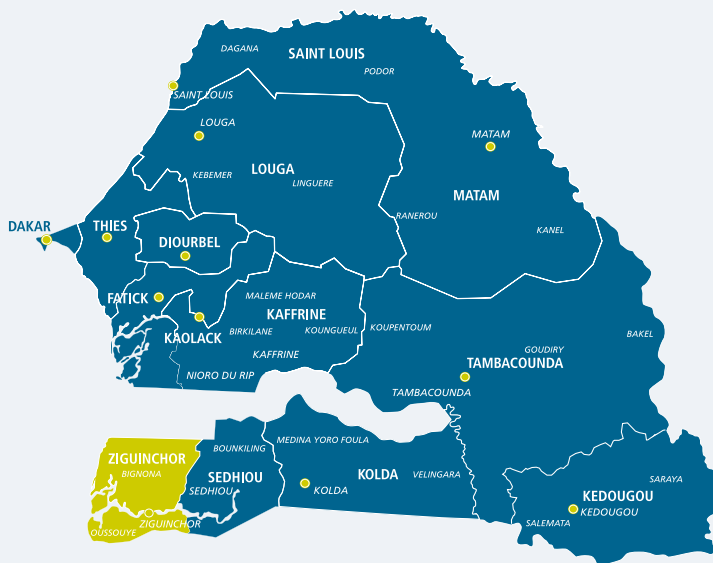 DAGANA
SAINT LOUIS
PODOR
SAINT LOUIS
LOUGA
MATAM
KEBEMER
LOUGA
LINGUERE
MATAM
RANEROU
KANEL
DAKAR
THIES
DIOURBEL
FATICK
MALEME HODAR
KAFFRINE
KAOLACK
BIRKILANE
KOUNGUEUL
KOUPENTOUM
BAKEL
GOUDIRY
KAFFRINE
TAMBACOUNDA
NIORO DU RIP
TAMBACOUNDA
MEDINA YORO FOULA
BOUNKILING
ZIGUINCHOR
BIGNONA
SEDHIOU
KOLDA
VELINGARA
SEDHIOU
KOLDA
SARAYA
KEDOUGOU
KEDOUGOU
SALEMATA
ZIGUINCHOR
OUSSOUYE